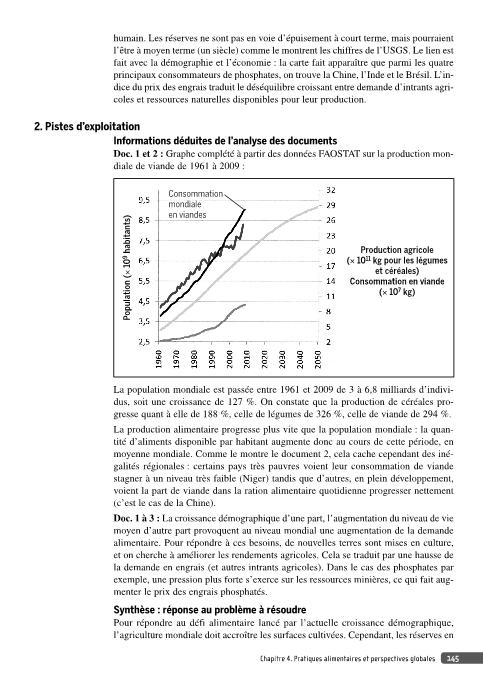 humain. Les réserves ne sont pas en voie d'épuisement à court terme, mais pourraient
l'être à moyen terme (un siècle) comme le montrent les chiffres de l'USGS. Le lien est
fait avec la démographie et l'économie : la carte fait apparaître que parmi les quatre
principaux consommateurs de phosphates, on trouve la Chine, l'Inde et le Brésil. L'in-
dice du prix des engrais traduit le déséquilibre croissant entre demande d'intrants agri-
coles et ressources naturelles disponibles pour leur production.
2. Pistes d'exploitation
Informations déduites de l'analyse des documents
Doc. 1 et 2 : Graphe complété à partir des données FAOSTAT sur la production mon-
diale de viande de 1961 à 2009 :
Population (× 10⁹ habitants)
9,5
8,5
7,5
6,5
5,5
4,5
3,5
2,5
Consommation
mondiale
en viandes
32
29
26
23
20
17
14
11
8
5
2
Production agricole
(× 10¹¹ kg pour les légumes
et céréales)
Consommation en viande
(× 10⁷ kg)
1960
1970
1980
1990
2000
2010
2020
2030
2040
2050
La population mondiale est passée entre 1961 et 2009 de 3 à 6,8 milliards d'indivi-
dus, soit une croissance de 127 %. On constate que la production de céréales pro-
gresse quant à elle de 188 %, celle de légumes de 326 %, celle de viande de 294 %.
La production alimentaire progresse plus vite que la population mondiale : la quan-
tité d'aliments disponible par habitant augmente donc au cours de cette période, en
moyenne mondiale. Comme le montre le document 2, cela cache cependant des iné-
galités régionales : certains pays très pauvres voient leur consommation de viande
stagner à un niveau très faible (Niger) tandis que d'autres, en plein développement,
voient la part de viande dans la ration alimentaire quotidienne progresser nettement
(c'est le cas de la Chine).
Doc. 1 à 3 : La croissance démographique d'une part, l'augmentation du niveau de vie
moyen d'autre part provoquent au niveau mondial une augmentation de la demande
alimentaire. Pour répondre à ces besoins, de nouvelles terres sont mises en culture,
et on cherche à améliorer les rendements agricoles. Cela se traduit par une hausse de
la demande en engrais (et autres intrants agricoles). Dans le cas des phosphates par
exemple, une pression plus forte s'exerce sur les ressources minières, ce qui fait aug-
menter le prix des engrais phosphatés.
Synthèse : réponse au problème à résoudre
Pour répondre au défi alimentaire lancé par l'actuelle croissance démographique,
l'agriculture mondiale doit accroître les surfaces cultivées. Cependant, les réserves en
Chapitre 4. Pratiques alimentaires et perspectives globales 145